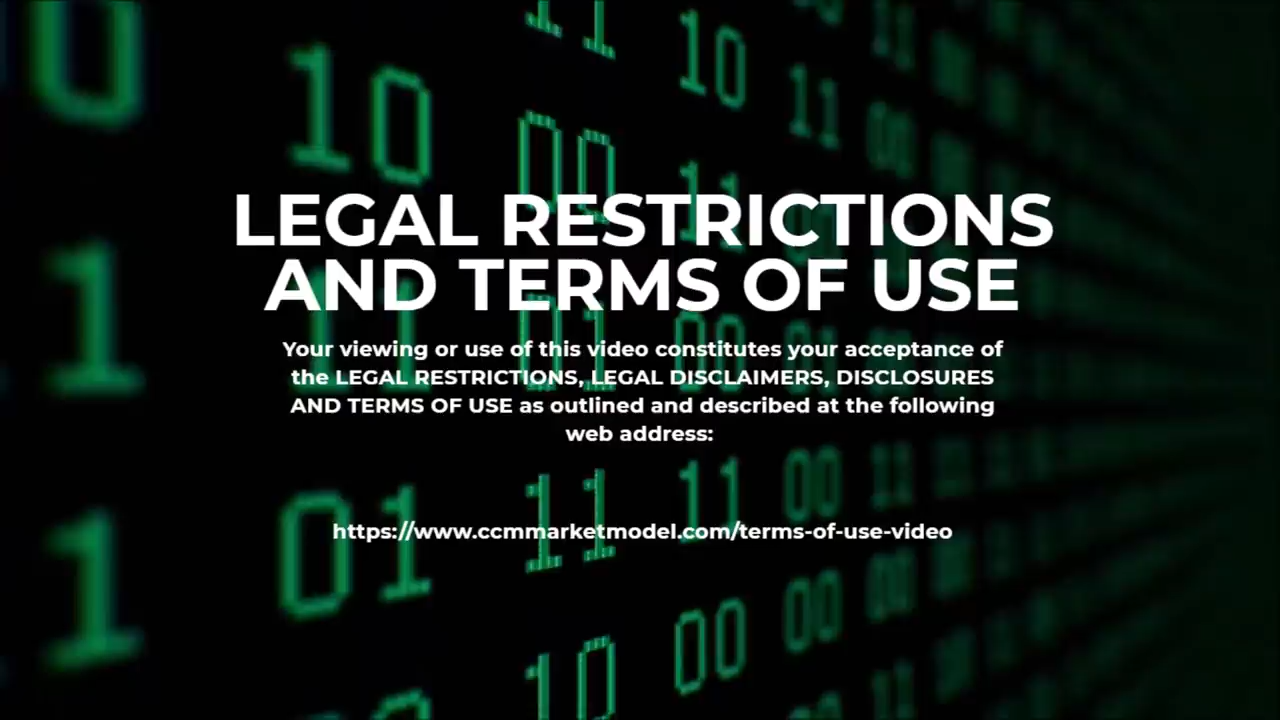 LEGAL RESTRICTIONS
AND TERMS OF USE
Your viewing or use of this video constitutes your acceptance of
the LEGAL RESTRICTIONS, LEGAL DISCLAIMERS, DISCLOSURES
AND TERMS OF USE as outlined and described at the following
web address:
https://www.ccmmarketmodel.com/terms-of-use-video